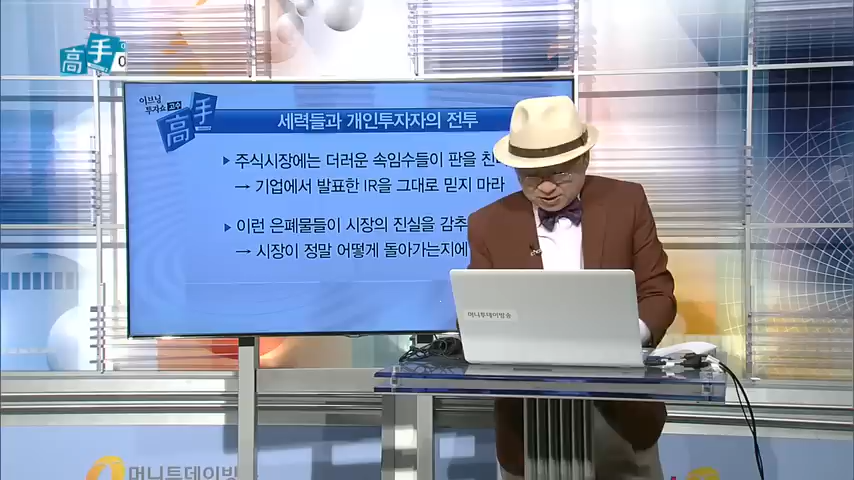 高手
이브닝
투자쇼 고수
高手
세력들과 개인투자자의 전투
▸ 주식시장에는 더러운 속임수들이 판을 친
→ 기업에서 발표한 IR을 그대로 믿지 마라
▸ 이런 은폐물들이 시장의 진실을 감추
→ 시장이 정말 어떻게 돌아가는지에
머니투데이방송
머니투데이방송